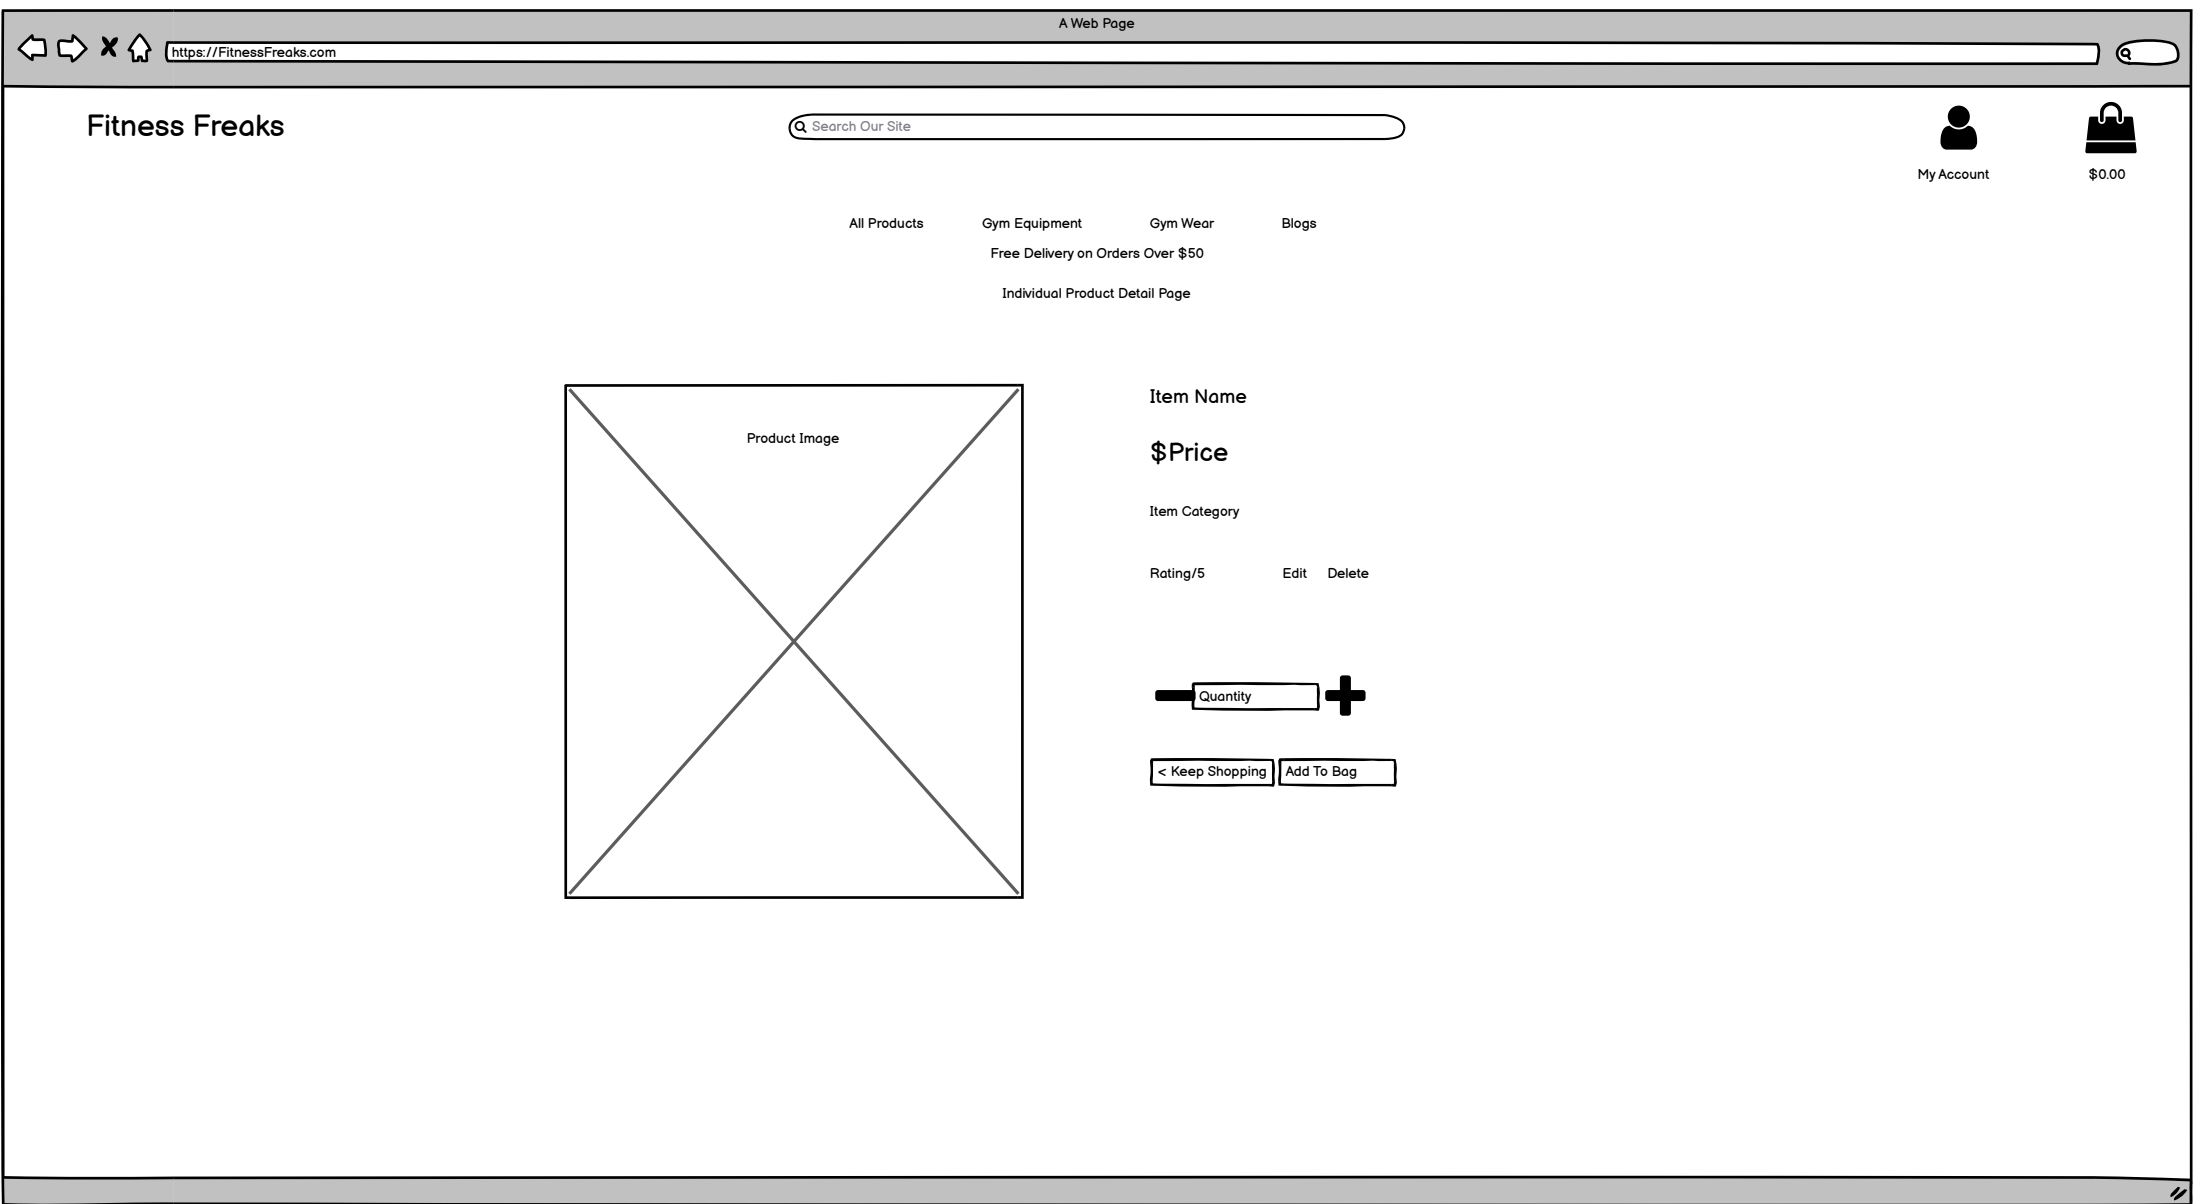 A Web Page
https://FitnessFreaks.com
Fitness Freaks
Search Our Site
My Account
$0.00
All Products Gym Equipment Gym Wear Blogs
Free Delivery on Orders Over $50
Individual Product Detail Page
Product Image
Item Name
$Price
Item Category
Rating/5 Edit Delete
Quantity
< Keep Shopping Add To Bag